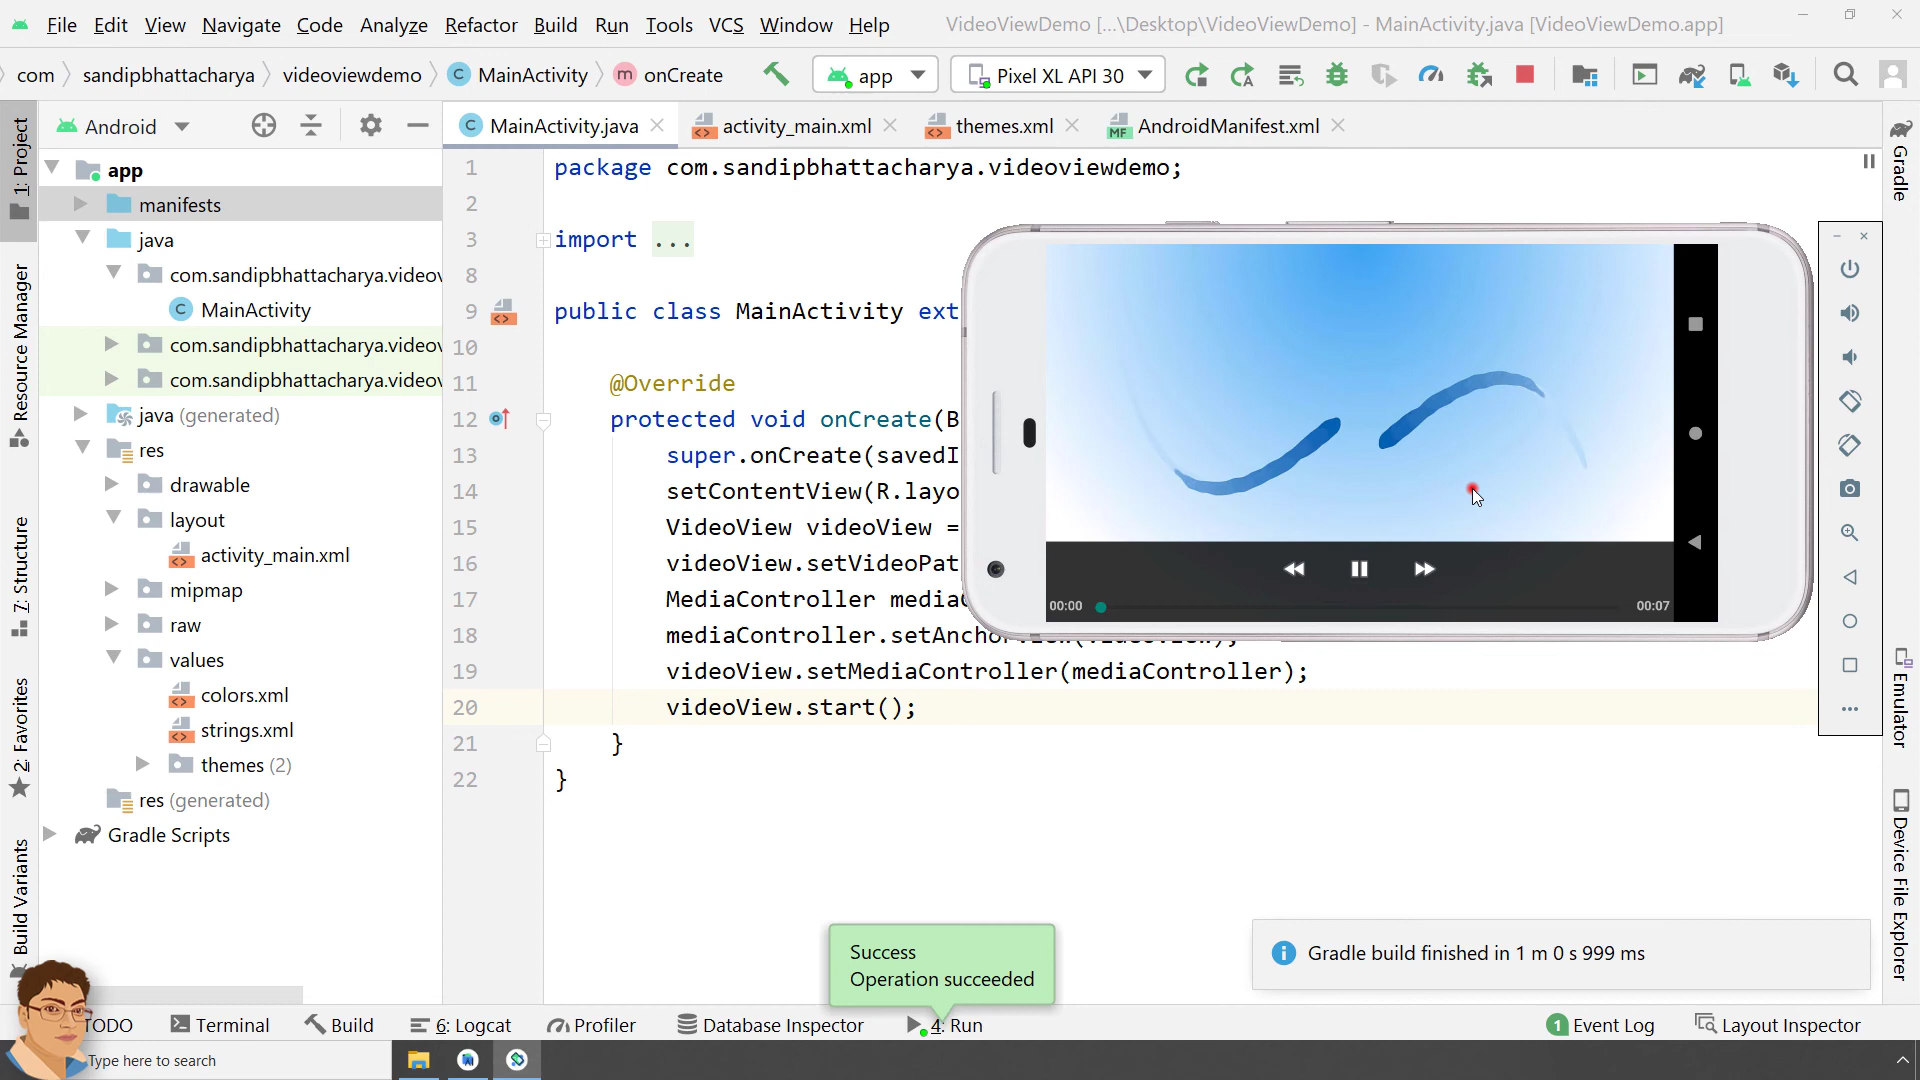 File Edit View Navigate Code Analyze Refactor Build Run Tools VCS Window Help VideoViewDemo [...\Desktop\VideoViewDemo] - MainActivity.java [VideoViewDemo.app]
com sandipbhattacharya videoviewdemo C MainActivity m onCreate app Pixel XL API 30
Android
MainActivity.java activity_main.xml themes.xml AndroidManifest.xml
1: Project
Resource Manager
7: Structure
2: Favorites
Build Variants
app
manifests
java
com.sandipbhattacharya.videov
MainActivity
com.sandipbhattacharya.videov
com.sandipbhattacharya.videov
java (generated)
res
drawable
layout
activity_main.xml
mipmap
raw
values
colors.xml
strings.xml
themes (2)
res (generated)
Gradle Scripts
1 package com.sandipbhattacharya.videoviewdemo;
2
3 import ...
8
9 public class MainActivity ext
10
11 @Override
12 protected void onCreate(B
13 super.onCreate(savedI
14 setContentView(R.layo
15 VideoView videoView =
16 videoView.setVideoPat
17 MediaController media
18 mediaController.setAnchorView(videoView);
19 videoView.setMediaController(mediaController);
20 videoView.start();
21 }
22 }
00:00 00:07
Gradle
Emulator
Device File Explorer
Success
Operation succeeded
Gradle build finished in 1 m 0 s 999 ms
TODO Terminal Build 6: Logcat Profiler Database Inspector 4: Run 1 Event Log Layout Inspector
Type here to search